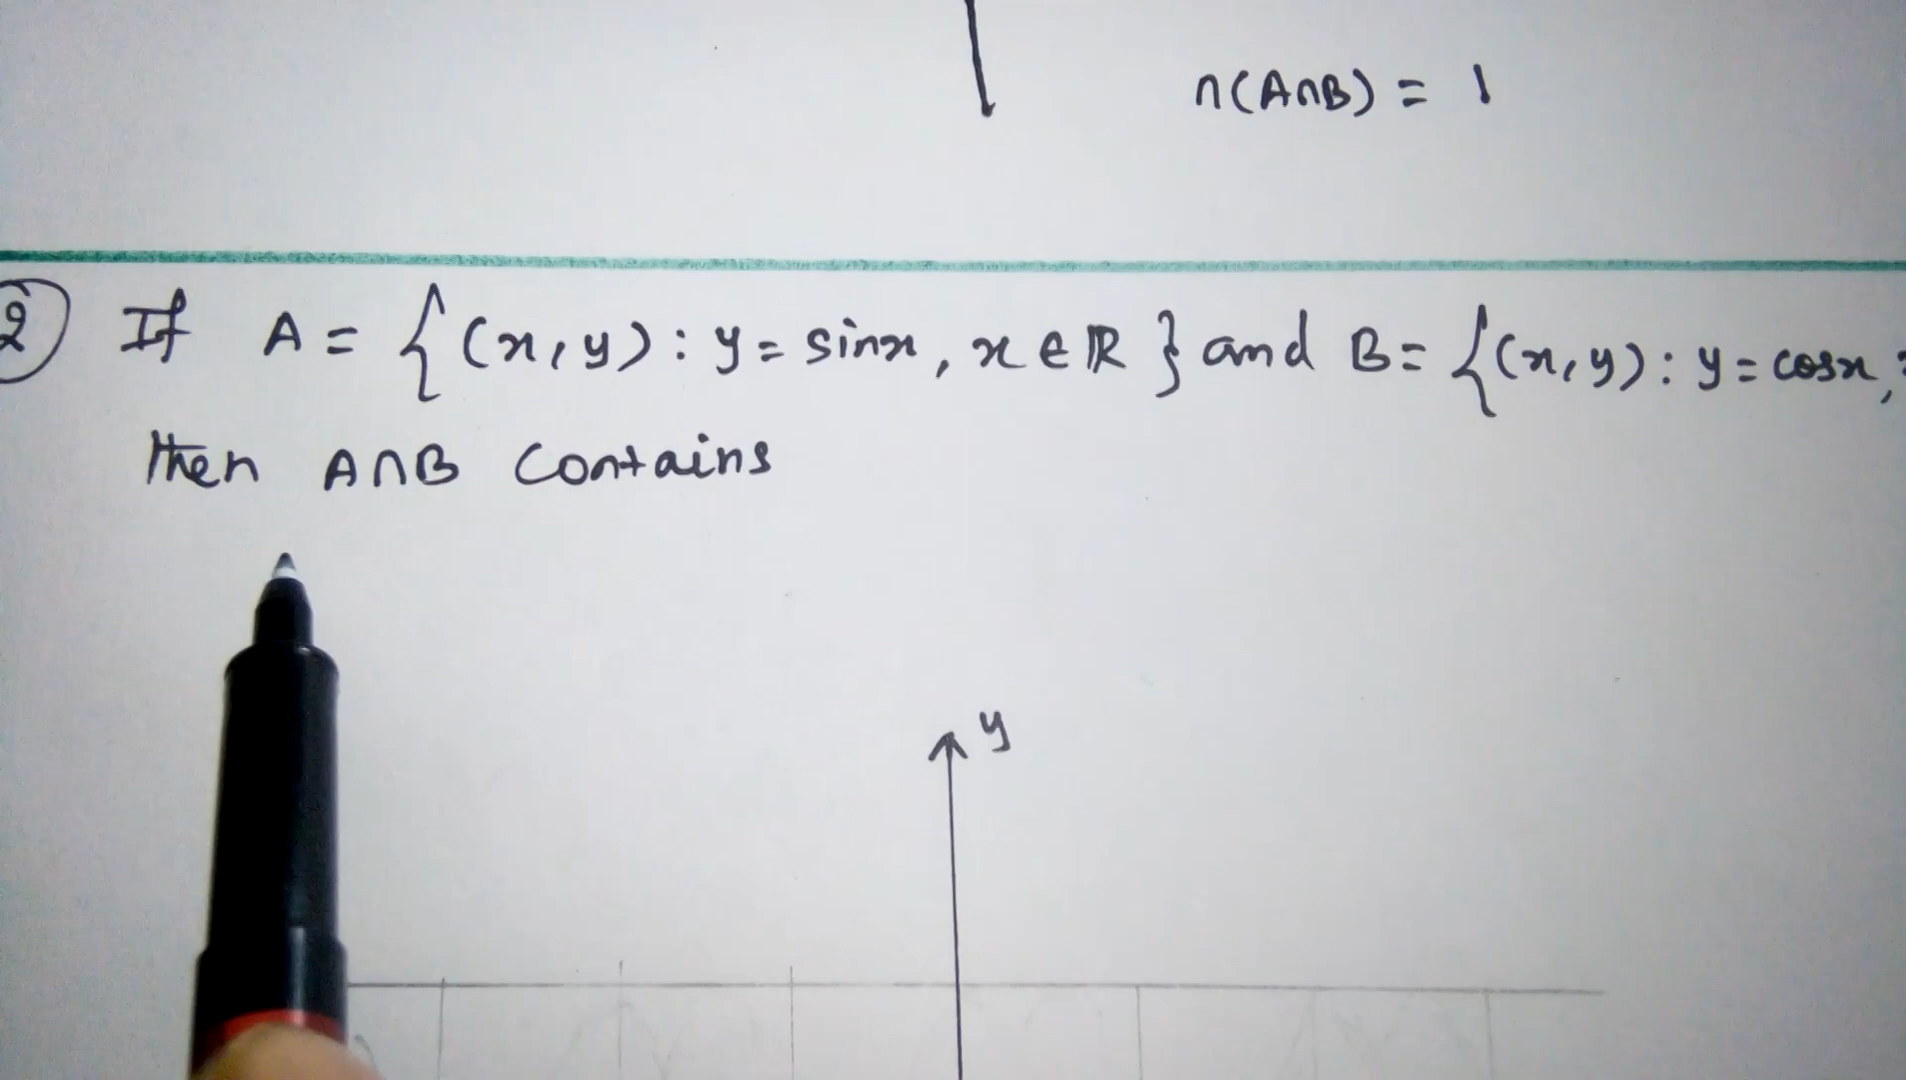 n(A∩B) = 1
② If A = {(x,y) : y = sinx, x ∈ ℝ} and B = {(x,y) : y = cosx,
then A∩B contains
y